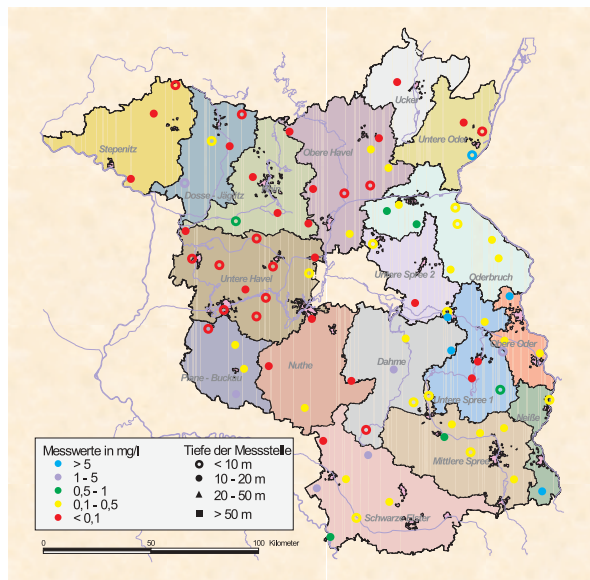 Ucker
Untere Oder
Stepenitz
Obere Havel
Dosse - Jäglitz
Rhin
Untere Havel
Untere Spree 2
Oderbruch
Obere Oder
Nuthe
Dahme
Plane - Buckau
Untere Spree 1
Neiße
Mittlere Spree
Schwarze Elster
Messwerte in mg/l
> 5
1 - 5
0,5 - 1
0,1 - 0,5
< 0,1
Tiefe der Messstelle
< 10 m
10 - 20 m
20 - 50 m
> 50 m
0 50 100 Kilometer